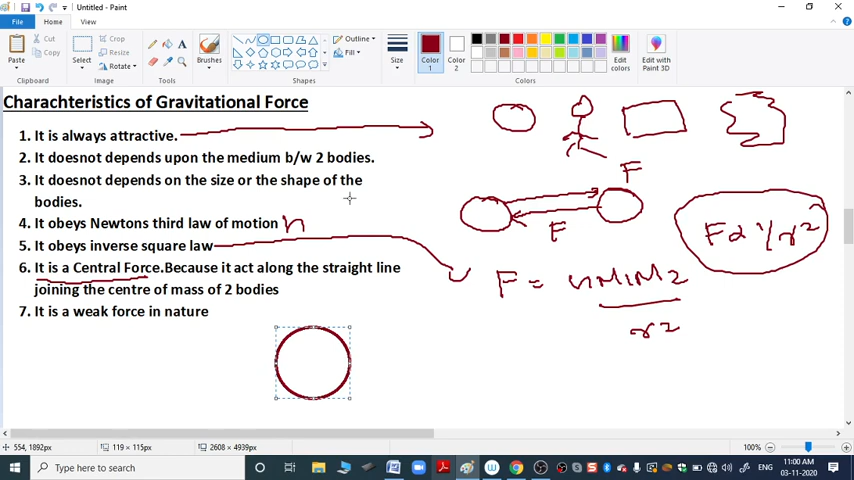 Untitled - Paint
File
Home
View
Paste
Cut
Copy
Clipboard
Select
Crop
Resize
Rotate
Image
Tools
Brushes
Outline
Fill
Shapes
Size
Color 1
Color 2
Colors
Edit colors
Edit with Paint 3D
Charachteristics of Gravitational Force
1. It is always attractive.
2. It doesnot depends upon the medium b/w 2 bodies.
3. It doesnot depends on the size or the shape of the
bodies.
4. It obeys Newtons third law of motion n
5. It obeys inverse square law
6. It is a Central Force.Because it act along the straight line
joining the centre of mass of 2 bodies
7. It is a weak force in nature
F
F
F α 1/r²
F = M1M2
r²
554, 1892px
119 × 115px
2608 × 4939px
100%
Type here to search
ENG
11:00 AM
03-11-2020